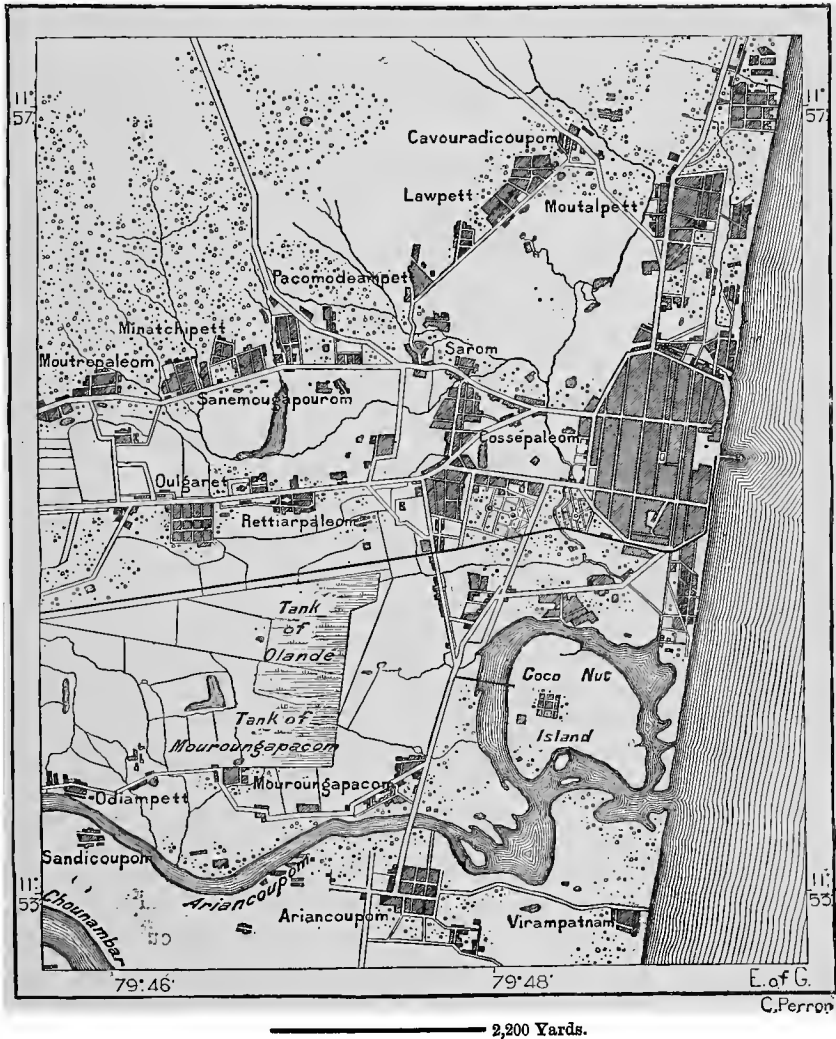 11°
57'
11°
57'
Cavouradicoupom
Lawpett
Moutalpett
Pacomodeampet
Minatchipett
Moutrepaleom
Sarom
Sanemougapourom
Cossepaleom
Oulgaret
Rettiarpaleom
Tank
of
Olande
Coco Nut
Island
Tank of
Mouroungapacom
Mouroungapacom
Odiampett
Sandicoupom
Ariancoupom
11°
53'
11°
53'
Chounambar
Ariancoupom
Virampatnam
79°46'
79°48'
E. of G.
C. Perron
2,200 Yards.